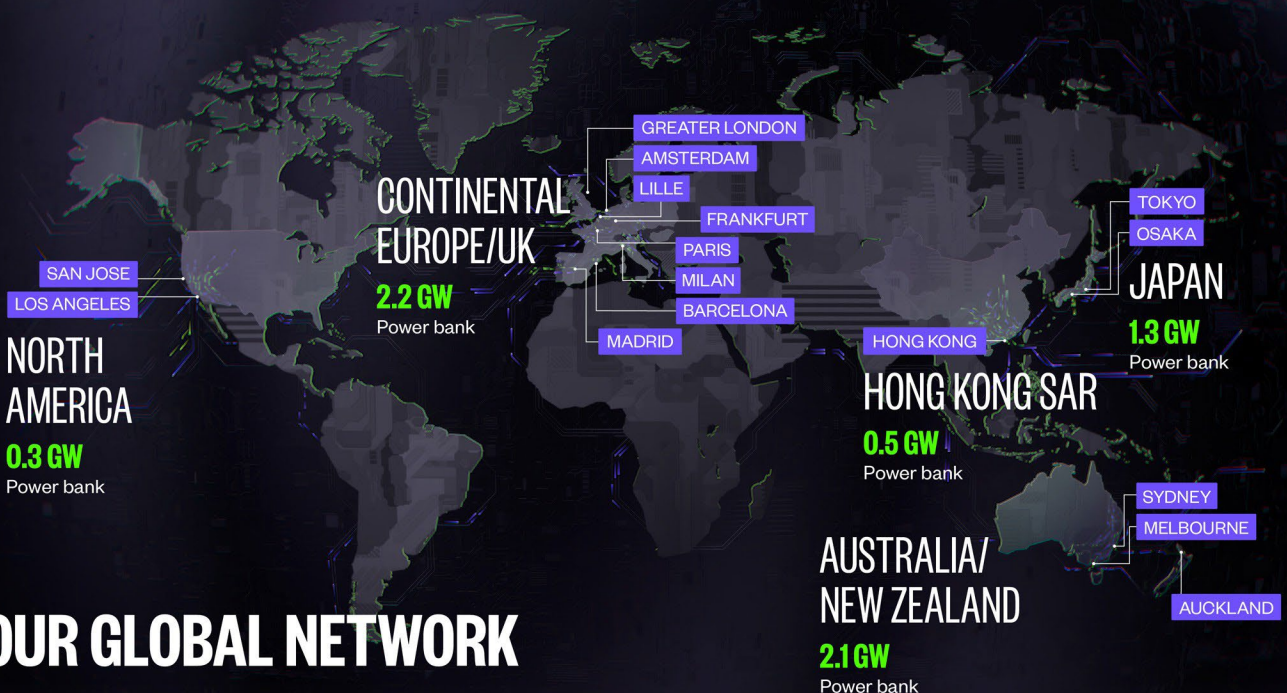 GREATER LONDON
AMSTERDAM
LILLE
FRANKFURT
PARIS
MILAN
BARCELONA
MADRID
CONTINENTAL
EUROPE/UK
2.2 GW
Power bank
SAN JOSE
LOS ANGELES
NORTH
AMERICA
0.3 GW
Power bank
TOKYO
OSAKA
JAPAN
1.3 GW
Power bank
HONG KONG
HONG KONG SAR
0.5 GW
Power bank
SYDNEY
MELBOURNE
AUCKLAND
AUSTRALIA/
NEW ZEALAND
2.1 GW
Power bank
OUR GLOBAL NETWORK